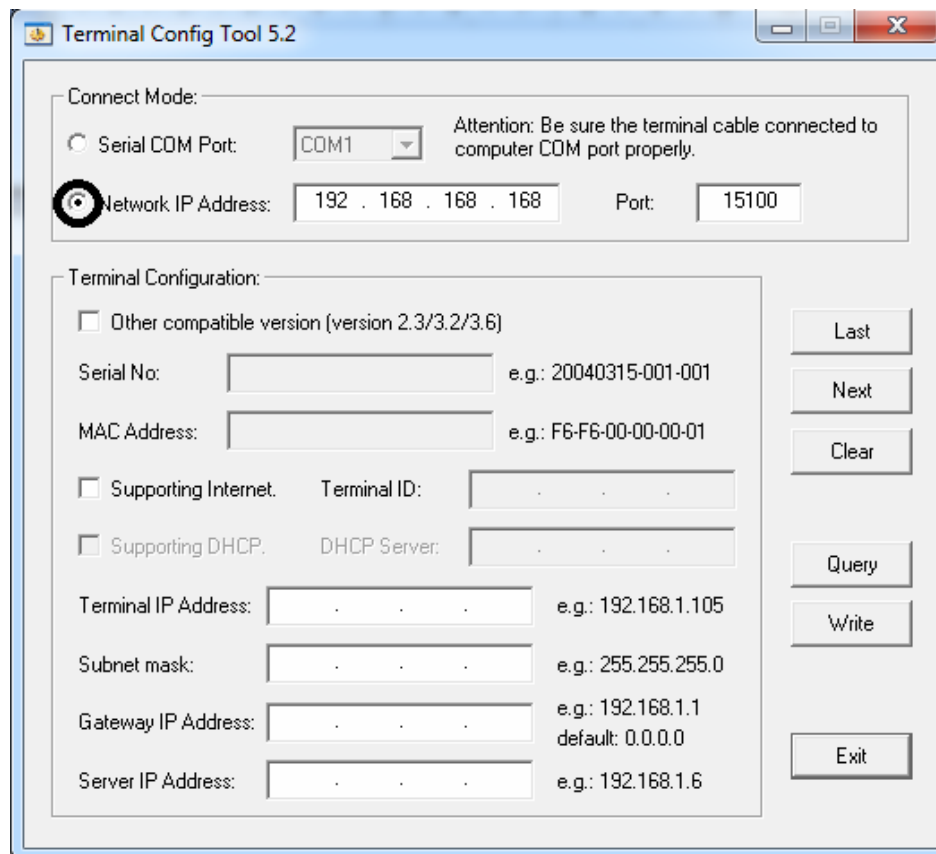 Terminal Config Tool 5.2
Connect Mode:
Serial COM Port: COM1 Attention: Be sure the terminal cable connected to
computer COM port properly.
Network IP Address: 192 . 168 . 168 . 168 Port: 15100
Terminal Configuration:
Other compatible version (version 2.3/3.2/3.6)
Last
Serial No: e.g.: 20040315-001-001
Next
MAC Address: e.g.: F6-F6-00-00-00-01
Clear
Supporting Internet. Terminal ID: . . .
Supporting DHCP. DHCP Server: . . .
Query
Terminal IP Address: . . . e.g.: 192.168.1.105
Write
Subnet mask: . . . e.g.: 255.255.255.0
Gateway IP Address: . . . e.g.: 192.168.1.1
default: 0.0.0.0
Exit
Server IP Address: . . . e.g.: 192.168.1.6